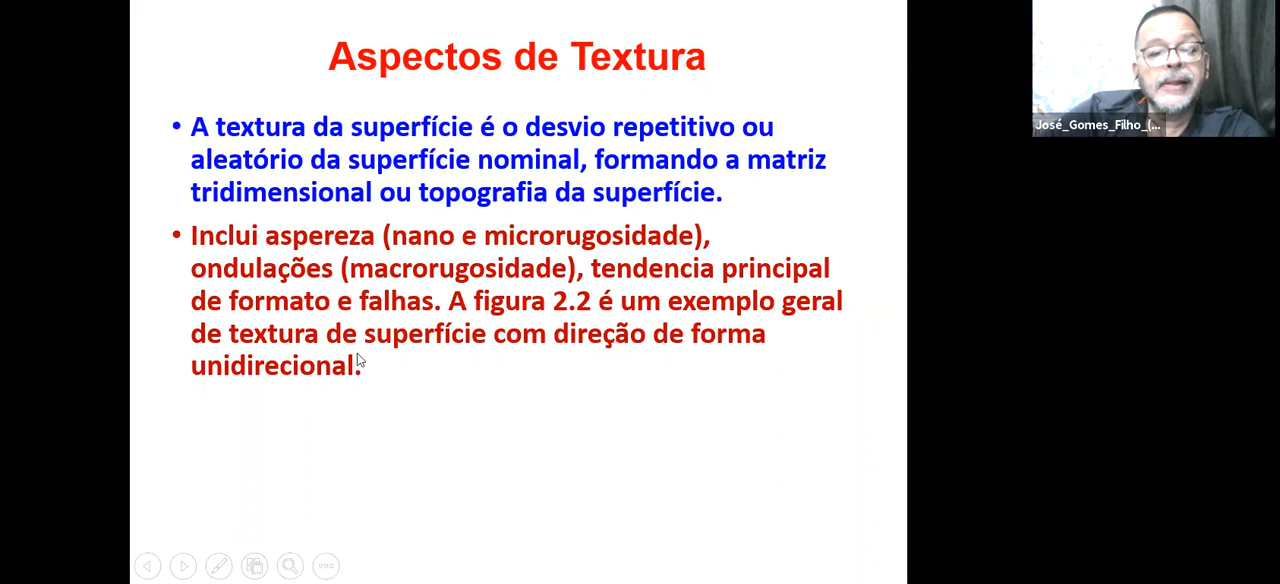 Aspectos de Textura
• A textura da superfície é o desvio repetitivo ou
aleatório da superfície nominal, formando a matriz
tridimensional ou topografia da superfície.
• Inclui aspereza (nano e microrugosidade),
ondulações (macrorugosidade), tendencia principal
de formato e falhas. A figura 2.2 é um exemplo geral
de textura de superfície com direção de forma
unidirecional.
José_Gomes_Filho_(...